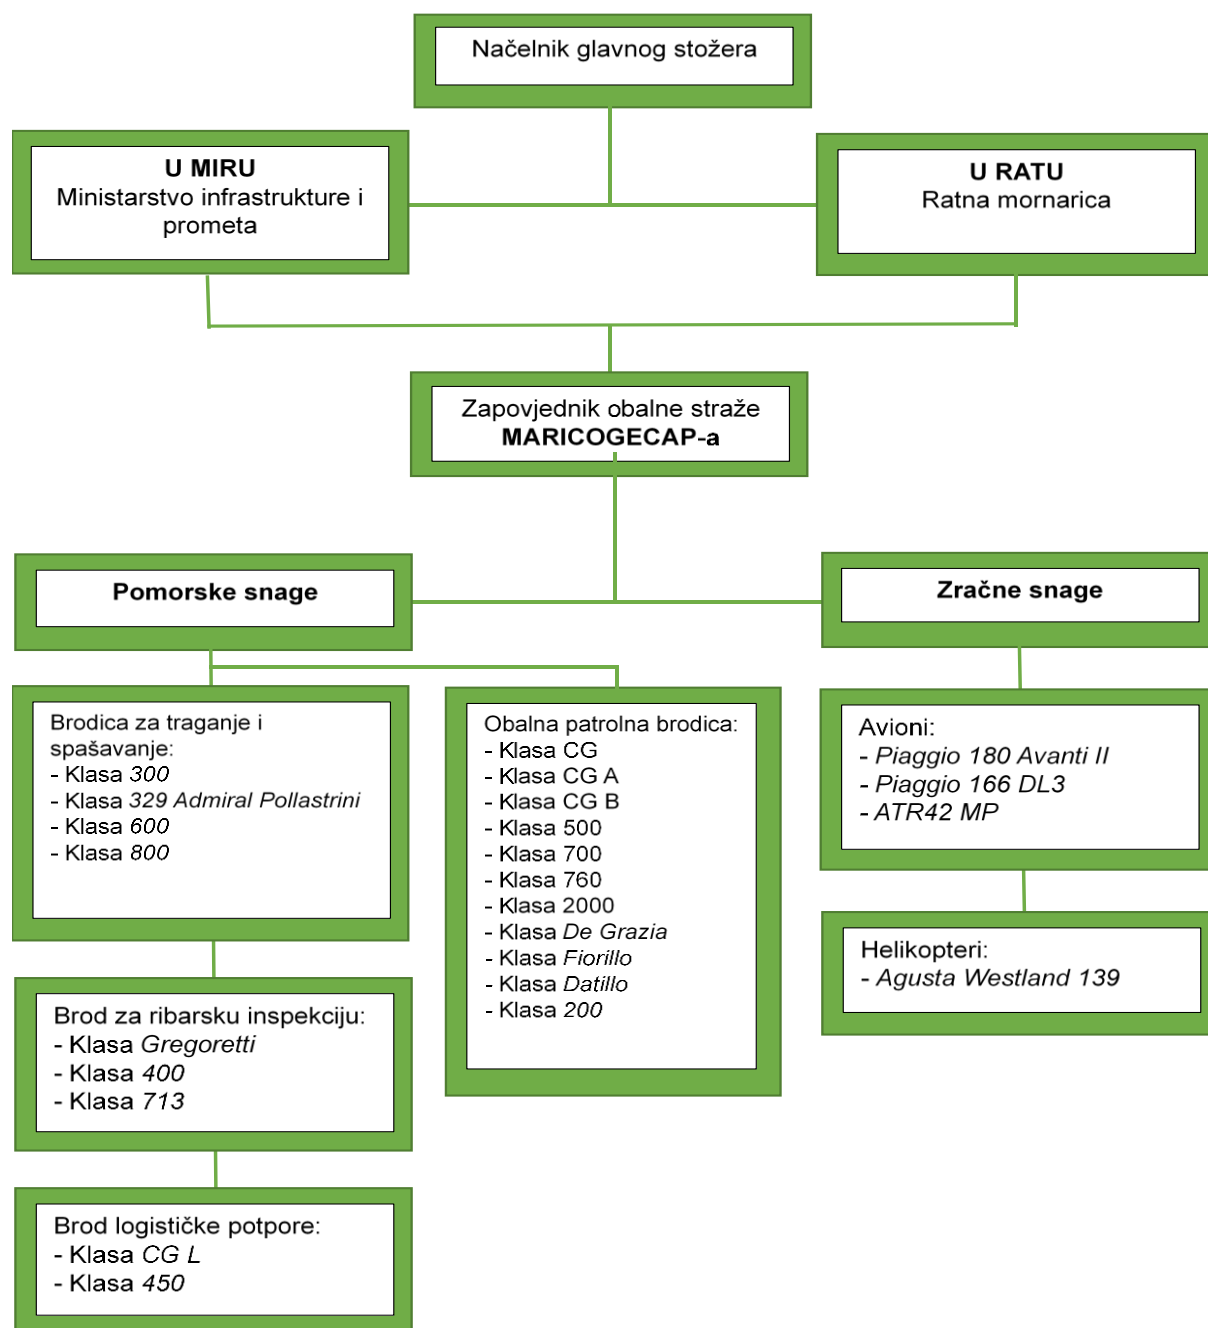 Načelnik glavnog stožera
U MIRU
Ministarstvo infrastrukture i
prometa
U RATU
Ratna mornarica
Zapovjednik obalne straže
MARICOGECAP-a
Pomorske snage
Zračne snage
Brodica za traganje i
spašavanje:
- Klasa 300
- Klasa 329 Admiral Pollastrini
- Klasa 600
- Klasa 800
Obalna patrolna brodica:
- Klasa CG
- Klasa CG A
- Klasa CG B
- Klasa 500
- Klasa 700
- Klasa 760
- Klasa 2000
- Klasa De Grazia
- Klasa Fiorillo
- Klasa Datillo
- Klasa 200
Avioni:
- Piaggio 180 Avanti II
- Piaggio 166 DL3
- ATR42 MP
Helikopteri:
- Agusta Westland 139
Brod za ribarsku inspekciju:
- Klasa Gregoretti
- Klasa 400
- Klasa 713
Brod logističke potpore:
- Klasa CG L
- Klasa 450